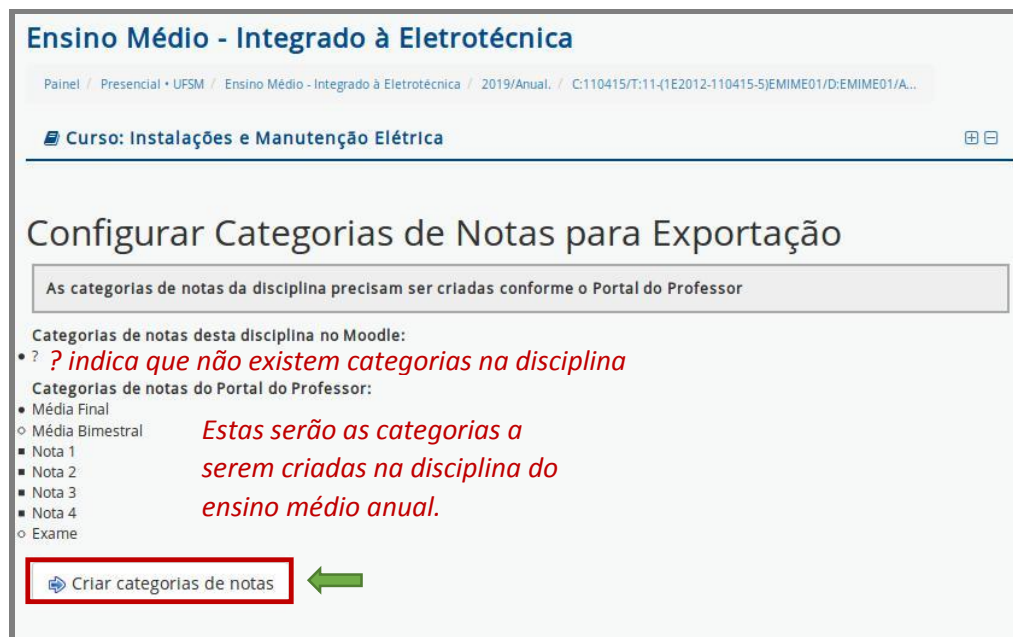 Ensino Médio - Integrado à Eletrotécnica
Painel / Presencial • UFSM / Ensino Médio - Integrado à Eletrotécnica / 2019/Anual. / C:110415/T:11-(1E2012-110415-5)EMIME01/D:EMIME01/A...
Curso: Instalações e Manutenção Elétrica
Configurar Categorias de Notas para Exportação
As categorias de notas da disciplina precisam ser criadas conforme o Portal do Professor
Categorias de notas desta disciplina no Moodle:
• ? ? indica que não existem categorias na disciplina
Categorias de notas do Portal do Professor:
• Média Final
○ Média Bimestral
▪ Nota 1
▪ Nota 2
▪ Nota 3
▪ Nota 4
○ Exame
Estas serão as categorias a
serem criadas na disciplina do
ensino médio anual.
Criar categorias de notas